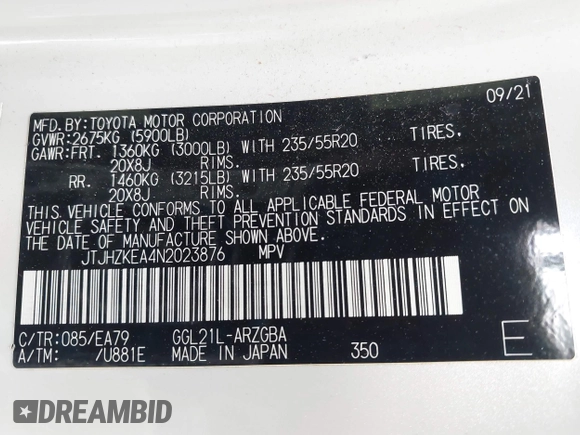 09/21
MFD.BY:TOYOTA MOTOR CORPORATION
GVWR:2675KG (5900LB)
GAWR:FRT. 1360KG (3000LB) WITH 235/55R20 TIRES.
20X8J RIMS.
RR. 1460KG (3215LB) WITH 235/55R20 TIRES.
20X8J RIMS.
THIS VEHICLE CONFORMS TO ALL APPLICABLE FEDERAL MOTOR
VEHICLE SAFETY AND THEFT PREVENTION STANDARDS IN EFFECT ON
THE DATE OF MANUFACTURE SHOWN ABOVE.
JTJHZKEA4N2023876 MPV
C/TR:085/EA79 GGL21L-ARZGBA
A/TM: /U881E MADE IN JAPAN 350 E
DREAMBID